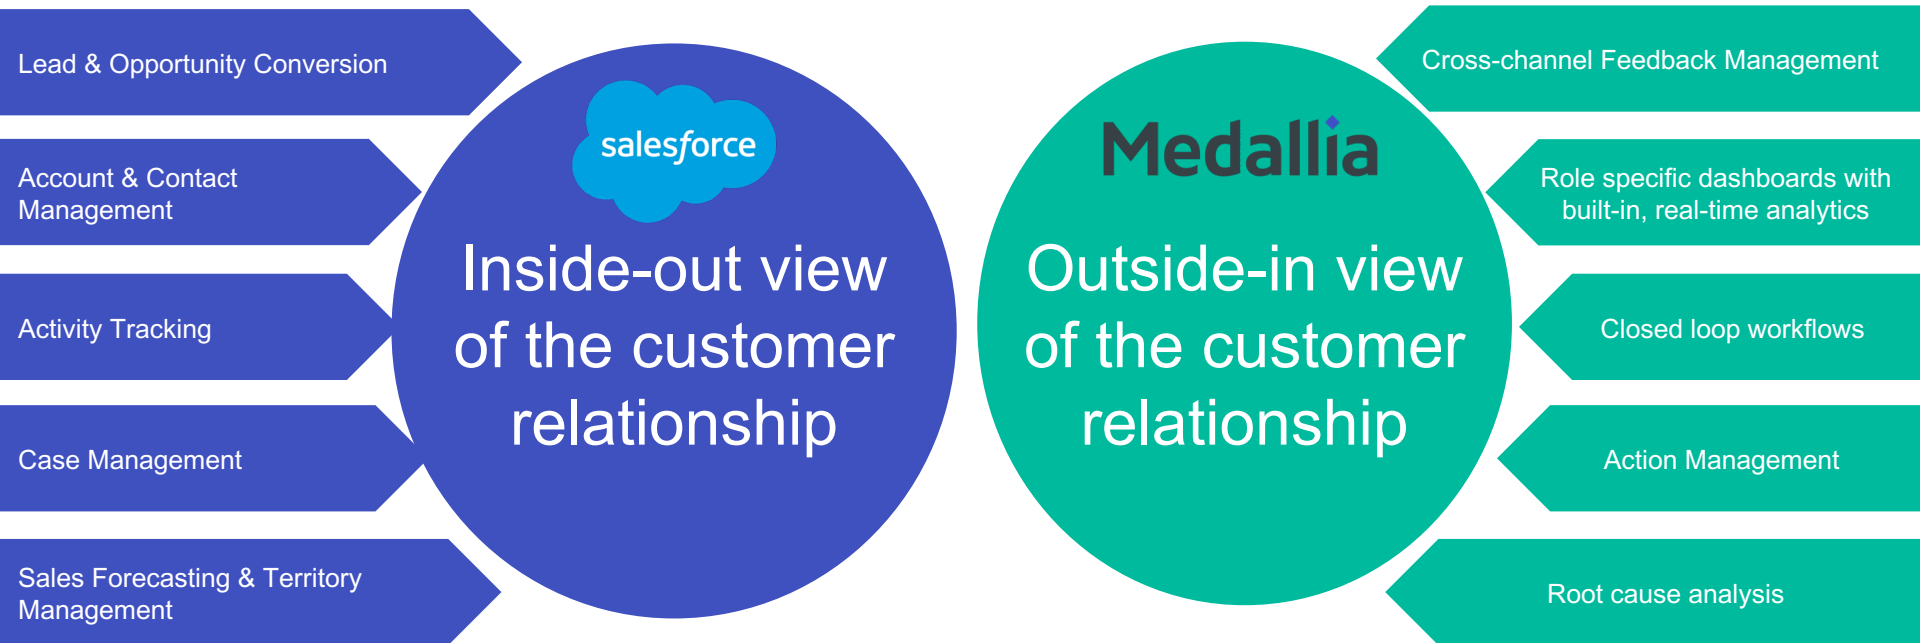 Lead & Opportunity Conversion
Account & Contact
Management
Activity Tracking
Case Management
Sales Forecasting & Territory
Management
salesforce
Inside-out view
of the customer
relationship
Medallia
Outside-in view
of the customer
relationship
Cross-channel Feedback Management
Role specific dashboards with
built-in, real-time analytics
Closed loop workflows
Action Management
Root cause analysis